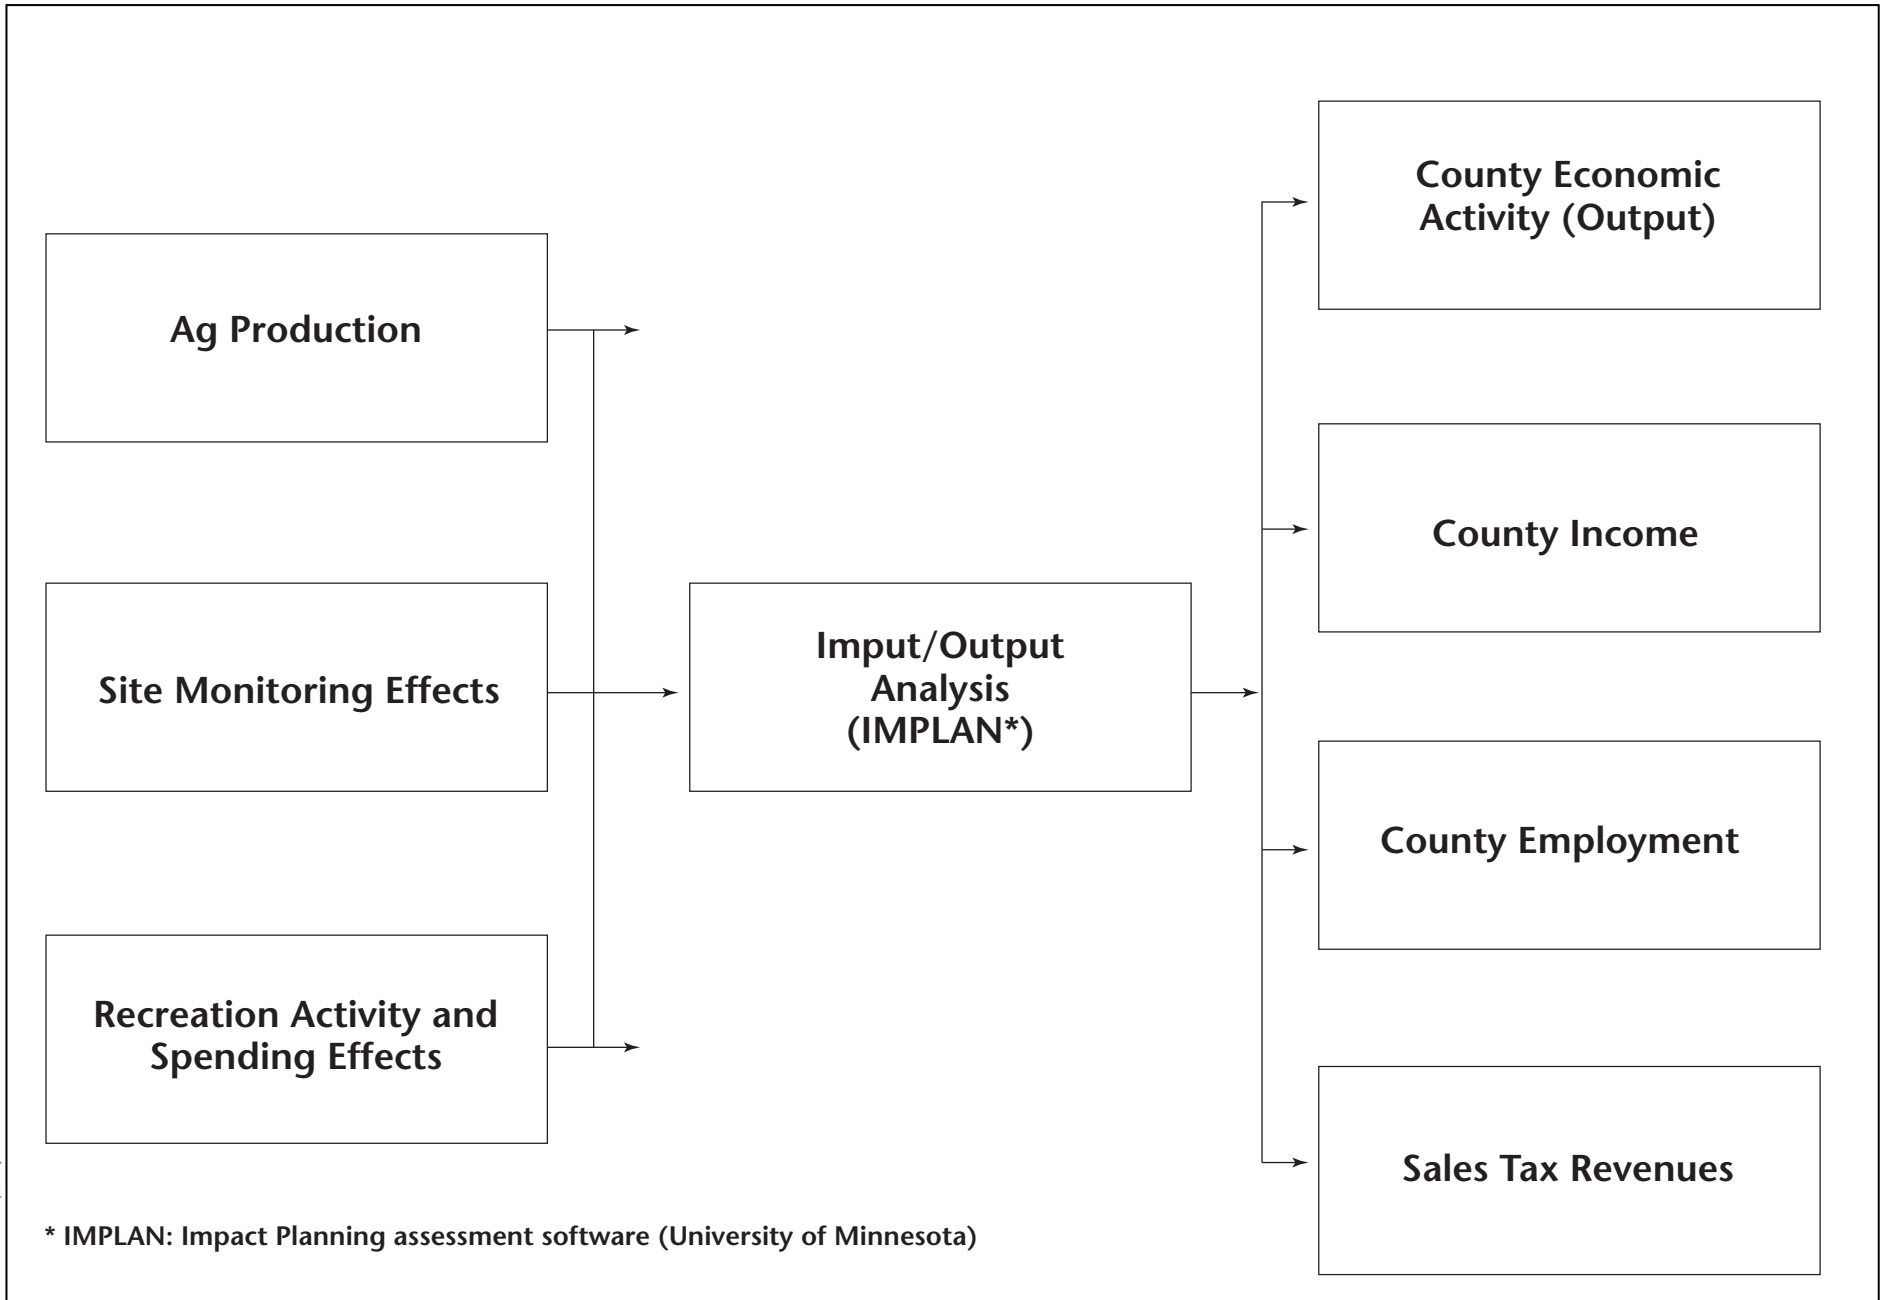 Ag Production
Site Monitoring Effects
Recreation Activity and
Spending Effects
Imput/Output
Analysis
(IMPLAN*)
County Economic
Activity (Output)
County Income
County Employment
Sales Tax Revenues
* IMPLAN: Impact Planning assessment software (University of Minnesota)